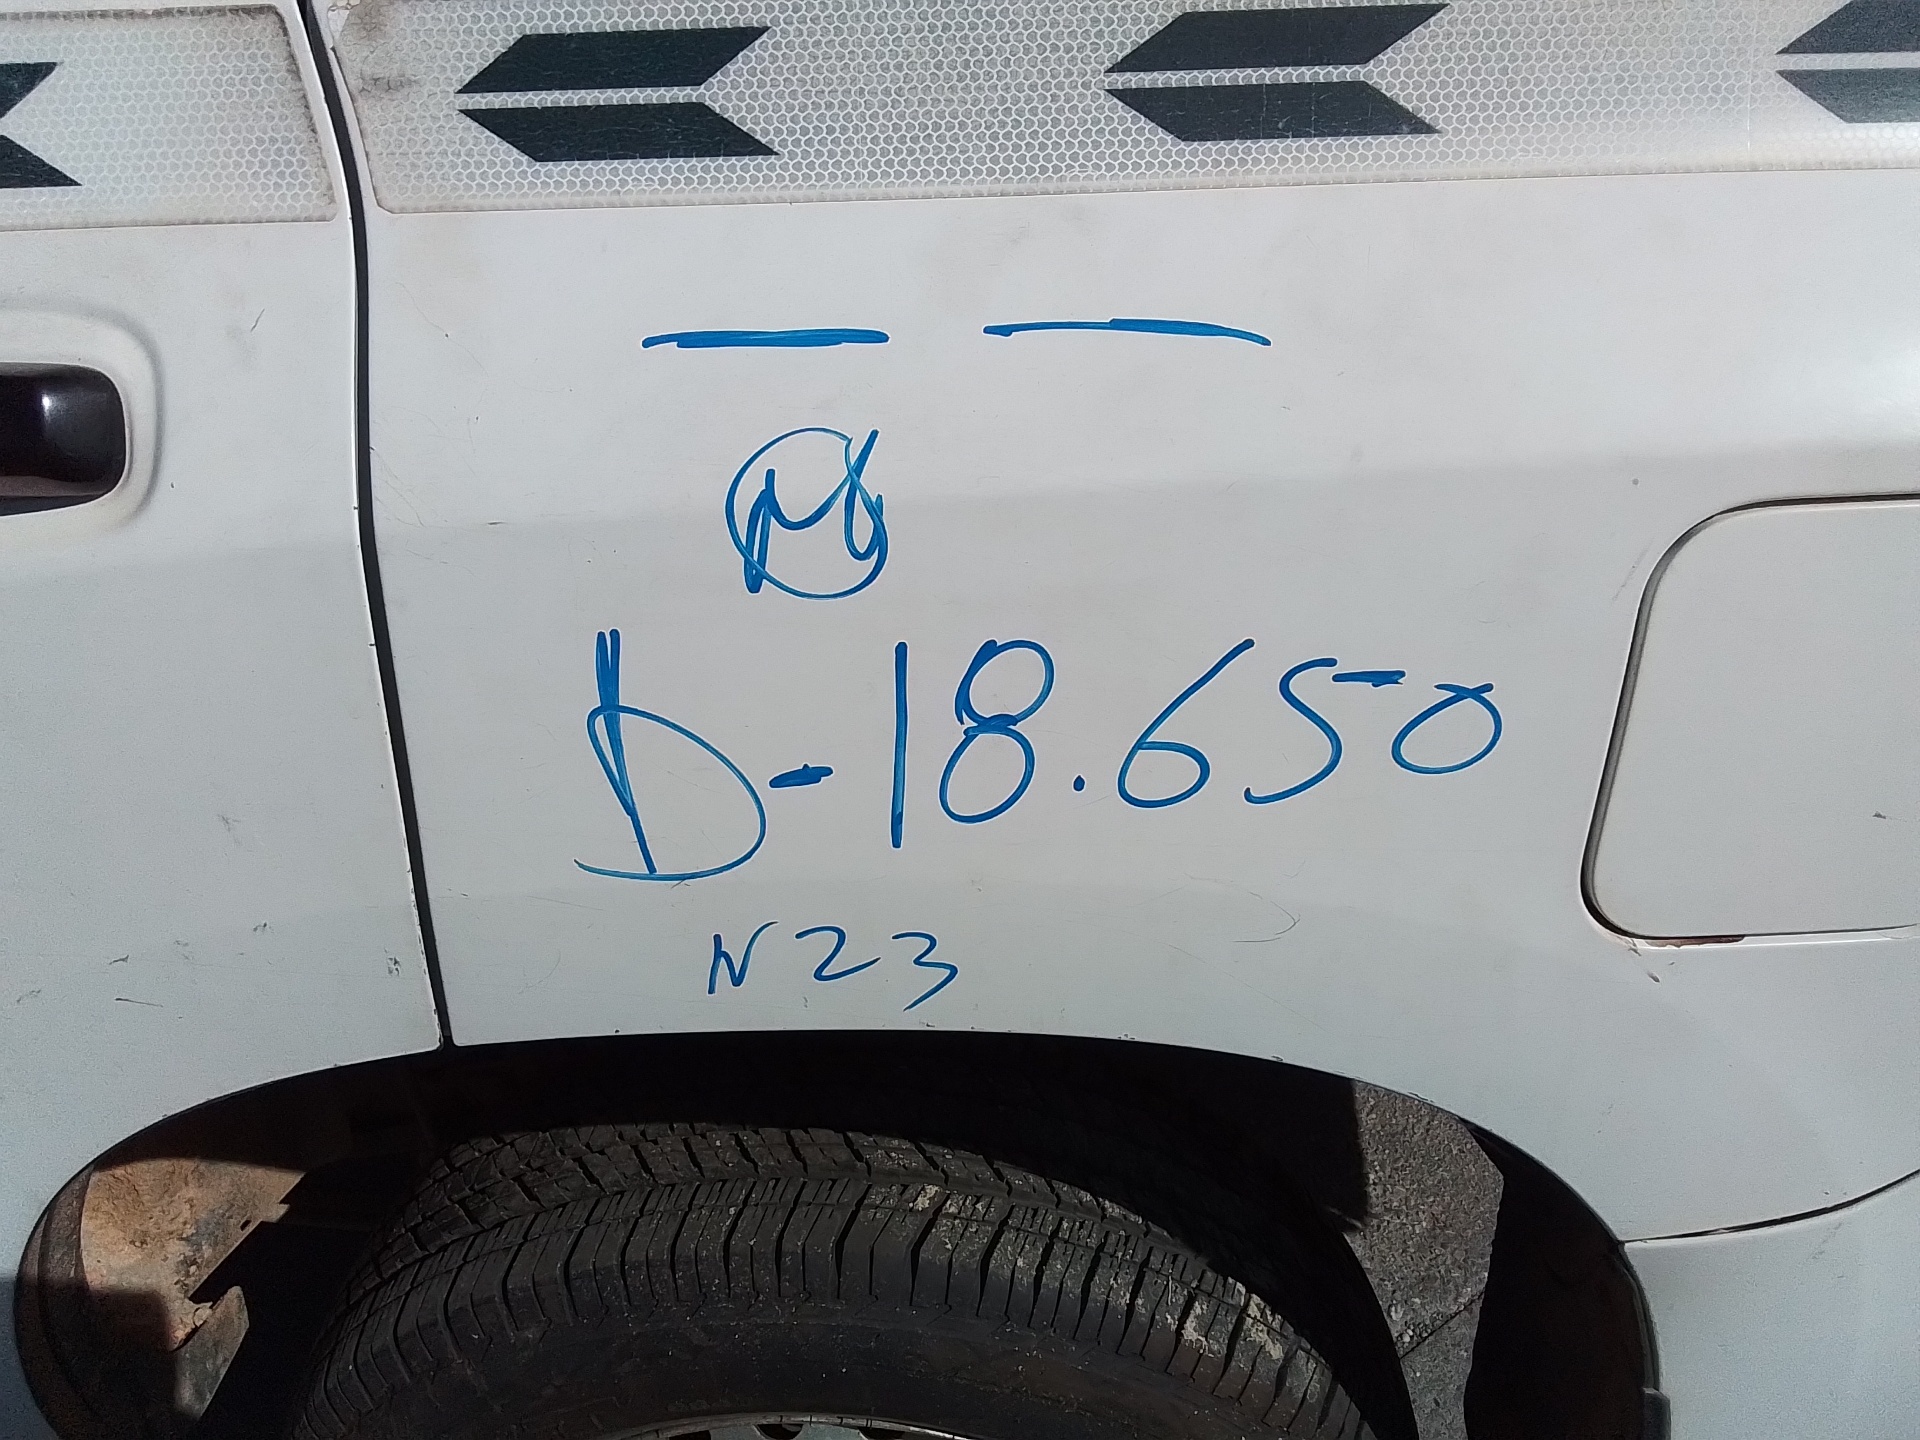 — —
M
D-18.650
N23